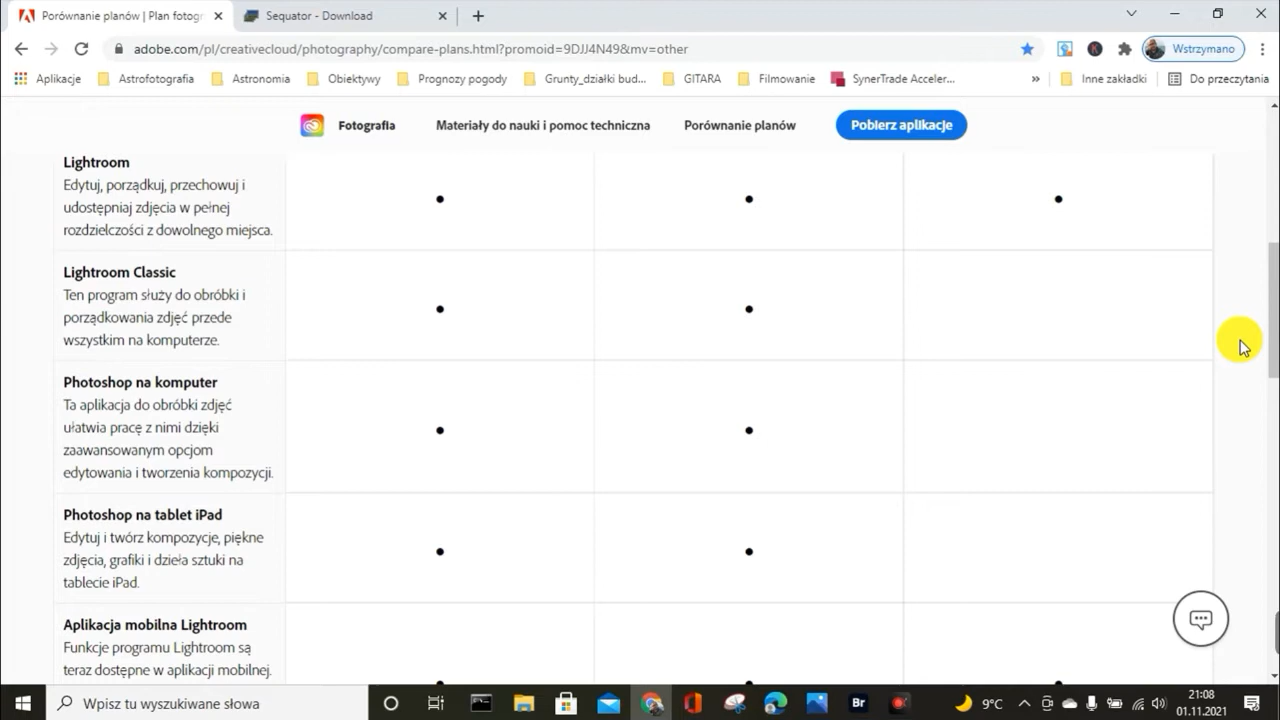 Porównanie planów | Plan fotogr
Sequator - Download
adobe.com/pl/creativecloud/photography/compare-plans.html?promoid=9DJJ4N49&mv=other
Wstrzymano
Aplikacje
Astrofotografia
Astronomia
Obiektywy
Prognozy pogody
Grunty_działki bud...
GITARA
Filmowanie
SynerTrade Acceler...
»
Inne zakładki
Do przeczytania
Fotografia
Materiały do nauki i pomoc techniczna
Porównanie planów
Pobierz aplikacje
Lightroom
Edytuj, porządkuj, przechowuj i
udostępniaj zdjęcia w pełnej
rozdzielczości z dowolnego miejsca.
Lightroom Classic
Ten program służy do obróbki i
porządkowania zdjęć przede
wszystkim na komputerze.
Photoshop na komputer
Ta aplikacja do obróbki zdjęć
ułatwia pracę z nimi dzięki
zaawansowanym opcjom
edytowania i tworzenia kompozycji.
Photoshop na tablet iPad
Edytuj i twórz kompozycje, piękne
zdjęcia, grafiki i dzieła sztuki na
tablecie iPad.
Aplikacja mobilna Lightroom
Funkcje programu Lightroom są
teraz dostępne w aplikacji mobilnej.
Wpisz tu wyszukiwane słowa
Br
9°C
21:08
01.11.2021